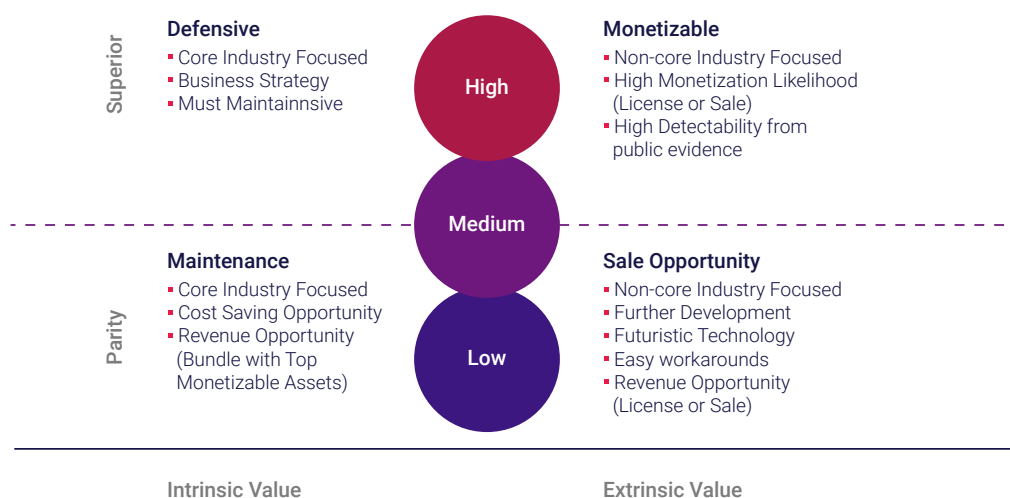 Superior
Defensive
Core Industry Focused
Business Strategy
Must Maintainnsive
High
Monetizable
Non-core Industry Focused
High Monetization Likelihood
(License or Sale)
High Detectability from
public evidence
Medium
Parity
Maintenance
Core Industry Focused
Cost Saving Opportunity
Revenue Opportunity
(Bundle with Top
Monetizable Assets)
Low
Sale Opportunity
Non-core Industry Focused
Further Development
Futuristic Technology
Easy workarounds
Revenue Opportunity
(License or Sale)
Intrinsic Value
Extrinsic Value